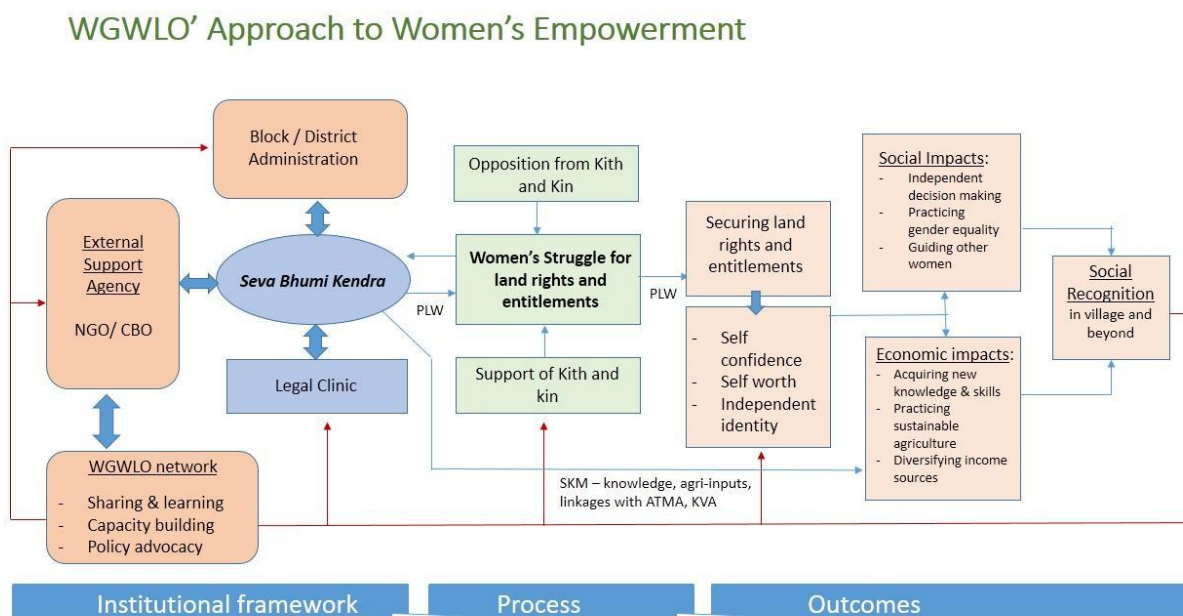 WGWLO' Approach to Women's Empowerment
Block / District
Administration
External
Support
Agency
NGO/ CBO
Seva Bhumi Kendra
Legal Clinic
WGWLO network
- Sharing & learning
- Capacity building
- Policy advocacy
Opposition from Kith
and Kin
Women's Struggle for
land rights and
entitlements
PLW
PLW
Support of Kith and
kin
Securing land
rights and
entitlements
- Self
confidence
- Self worth
- Independent
identity
SKM – knowledge, agri-inputs,
linkages with ATMA, KVA
Social Impacts:
- Independent
decision making
- Practicing
gender equality
- Guiding other
women
Economic impacts:
- Acquiring new
knowledge & skills
- Practicing
sustainable
agriculture
- Diversifying income
sources
Social
Recognition
in village and
beyond
Institutional framework
Process
Outcomes